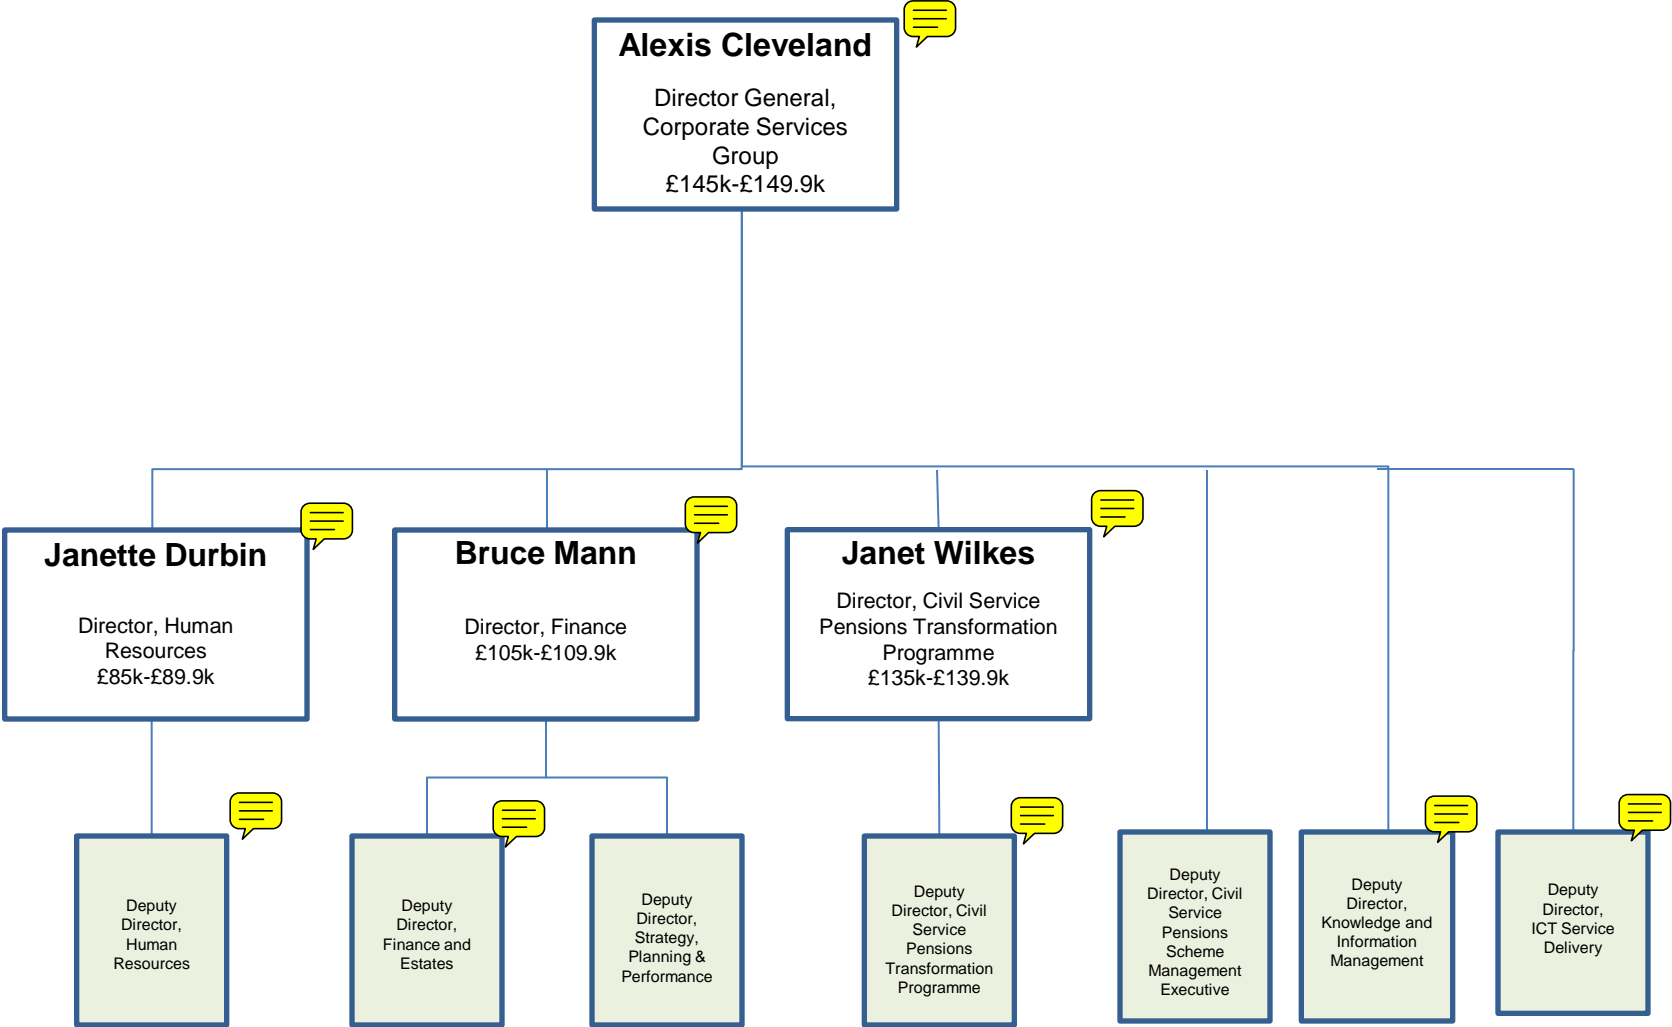 Alexis Cleveland
Director General,
Corporate Services
Group
£145k-£149.9k
Janette Durbin
Director, Human
Resources
£85k-£89.9k
Bruce Mann
Director, Finance
£105k-£109.9k
Janet Wilkes
Director, Civil Service
Pensions Transformation
Programme
£135k-£139.9k
Deputy
Director,
Human
Resources
Deputy
Director,
Finance and
Estates
Deputy
Director,
Strategy,
Planning &
Performance
Deputy
Director, Civil
Service
Pensions
Transformation
Programme
Deputy
Director, Civil
Service
Pensions
Scheme
Management
Executive
Deputy
Director,
Knowledge and
Information
Management
Deputy
Director,
ICT Service
Delivery